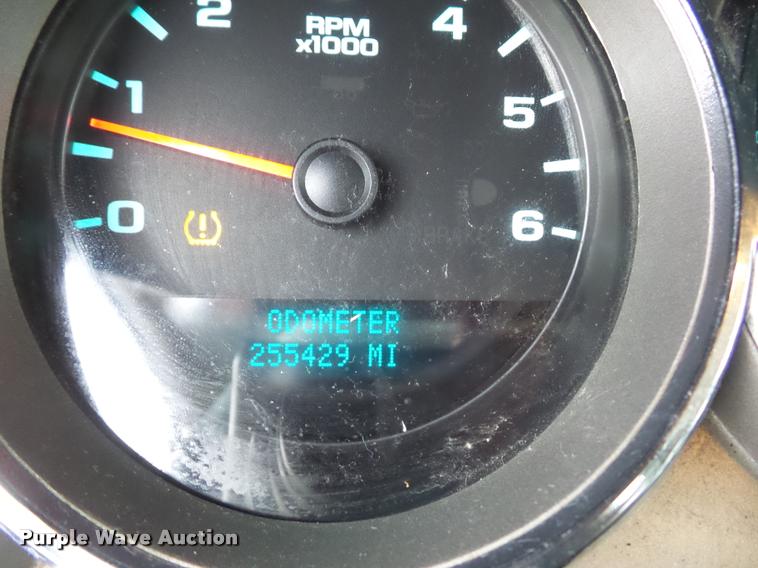 2
RPM
x1000
4
1
5
0
6
ODOMETER
255429 MI
Purple Wave Auction